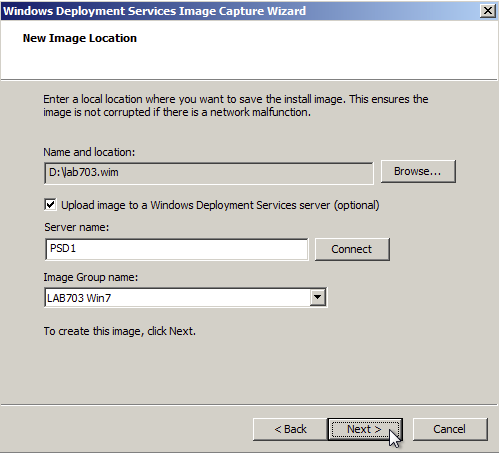 Windows Deployment Services Image Capture Wizard
New Image Location
Enter a local location where you want to save the install image. This ensures the
image is not corrupted if there is a network malfunction.
Name and location:
D:\lab703.wim
Browse...
Upload image to a Windows Deployment Services server (optional)
Server name:
PSD1
Connect
Image Group name:
LAB703 Win7
To create this image, click Next.
< Back
Next >
Cancel